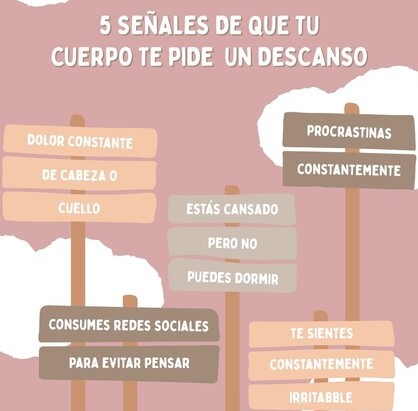 5 SEÑALES DE QUE TU
CUERPO TE PIDE UN DESCANSO
DOLOR CONSTANTE
DE CABEZA O
CUELLO
PROCRASTINAS
CONSTANTEMENTE
ESTÁS CANSADO
PERO NO
PUEDES DORMIR
CONSUMES REDES SOCIALES
PARA EVITAR PENSAR
TE SIENTES
CONSTANTEMENTE
IRRITABBLE